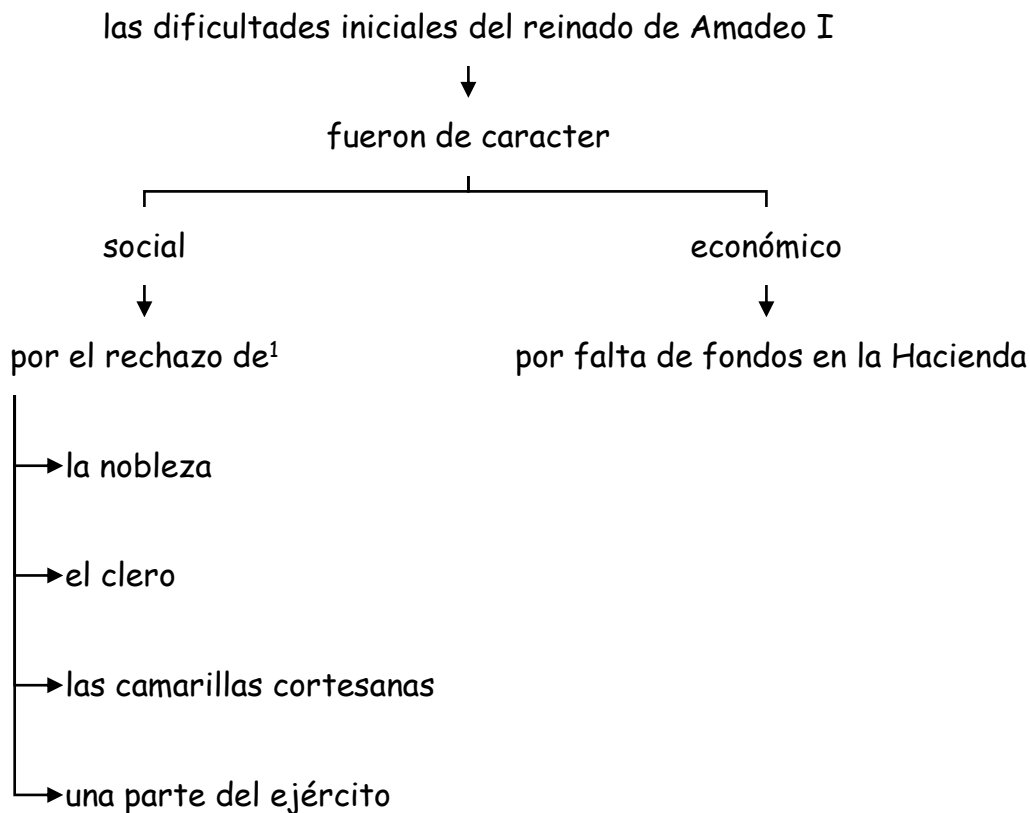 las dificultades iniciales del reinado de Amadeo I
fueron de caracter
social
económico
por el rechazo de¹
por falta de fondos en la Hacienda
la nobleza
el clero
las camarillas cortesanas
una parte del ejército